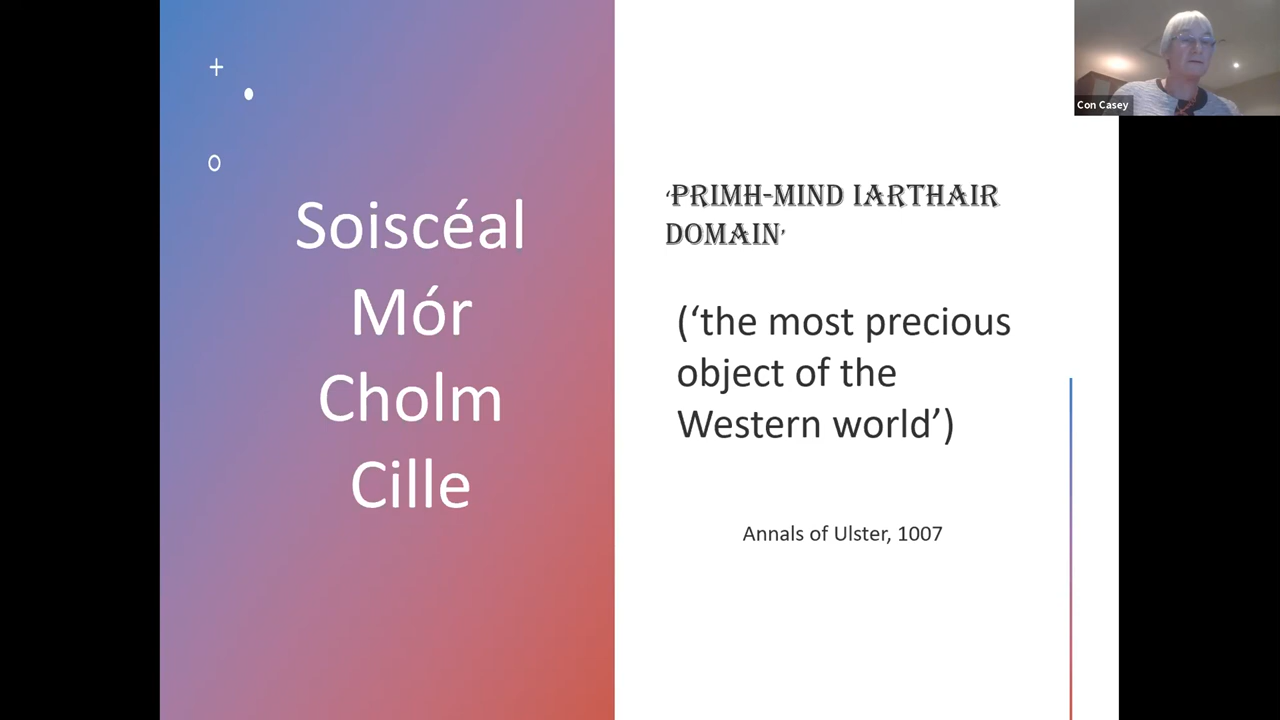 Soiscéal
Mór
Cholm
Cille
‘PRIMH-MIND IARTHAIR
DOMAIN’
(‘the most precious
object of the
Western world’)
Annals of Ulster, 1007
Con Casey